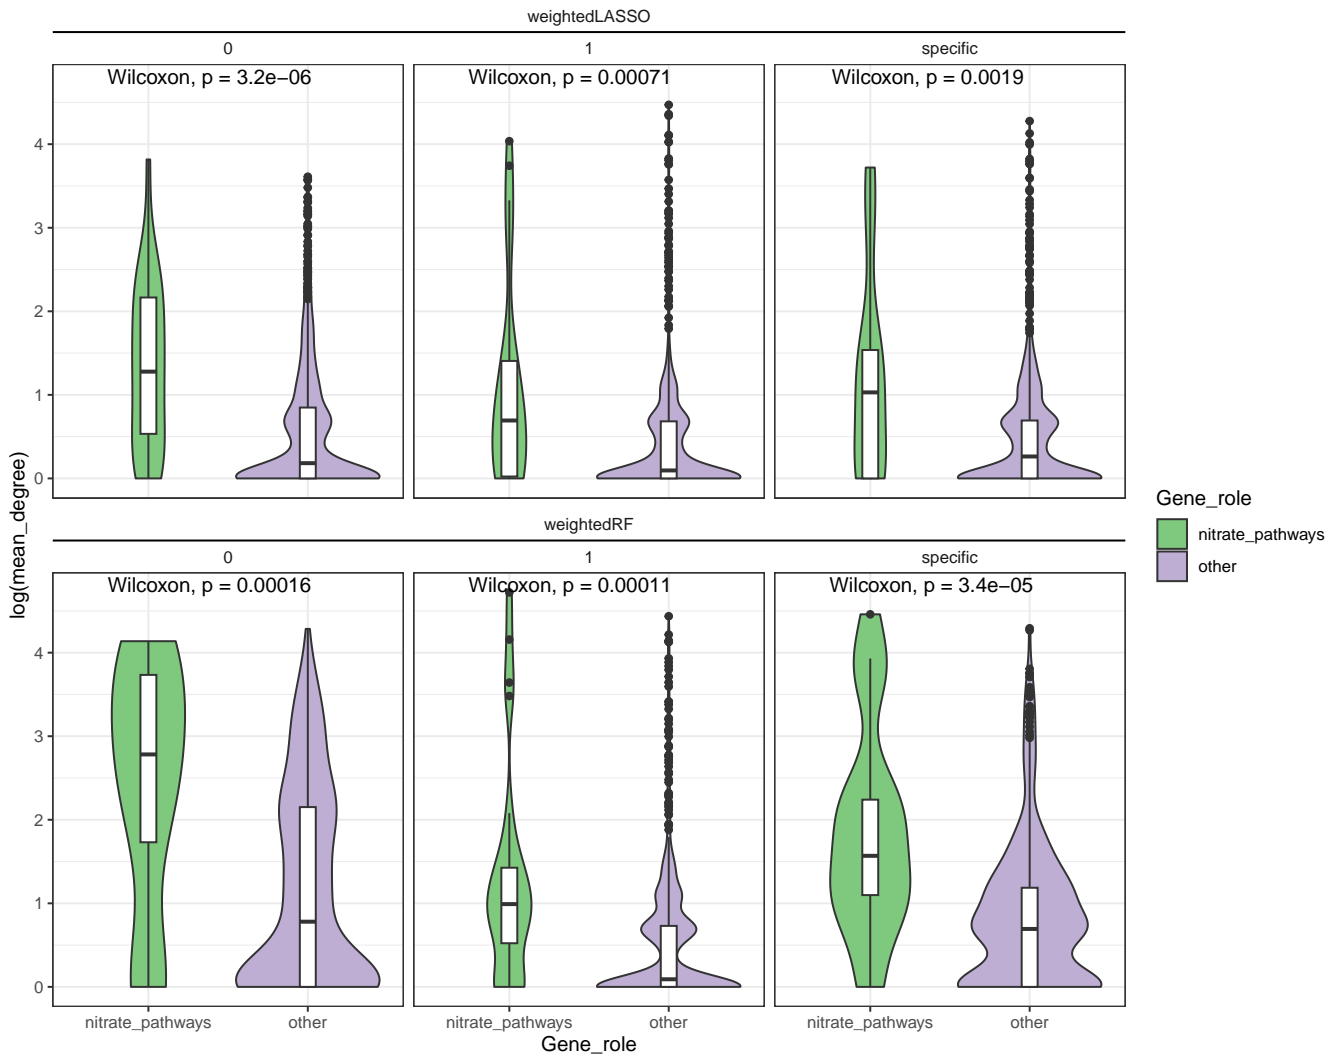 weightedLASSO
0 1 specific
Wilcoxon, p = 3.2e−06 Wilcoxon, p = 0.00071 Wilcoxon, p = 0.0019
4
3
2
1
0
log(mean_degree)
weightedRF
0 1 specific
Wilcoxon, p = 0.00016 Wilcoxon, p = 0.00011 Wilcoxon, p = 3.4e−05
4
3
2
1
0
nitrate_pathways other nitrate_pathways other nitrate_pathways other
Gene_role
Gene_role
nitrate_pathways
other